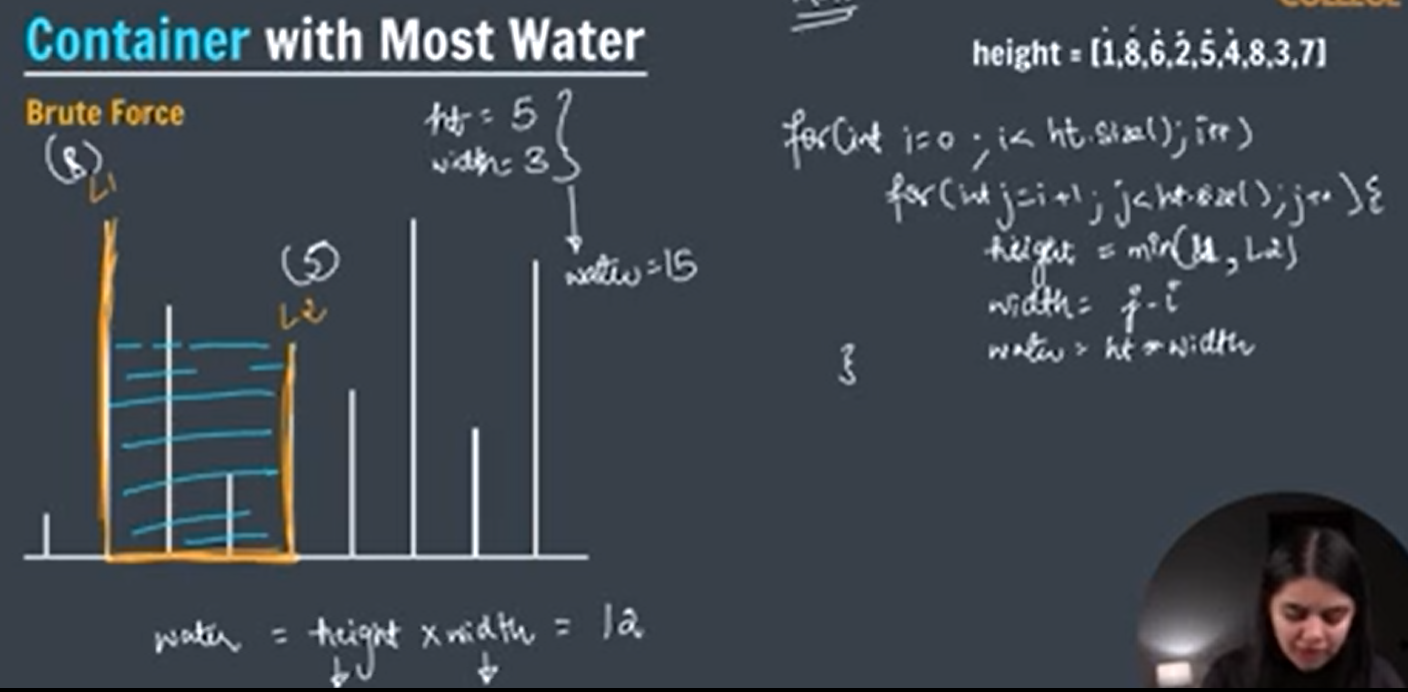 Container with Most Water
COLLEGE
height = [1,8,6,2,5,4,8,3,7]
Brute Force
ht = 5
width = 3
(8)
L1
(5)
L2
water = 15
for(int i=0 ; i< ht.size(); i++)
for(int j=i+1; j<ht.size(); j++){
height = min(L1, L2)
width = j-i
water = ht * width
}
water = height x width = 12